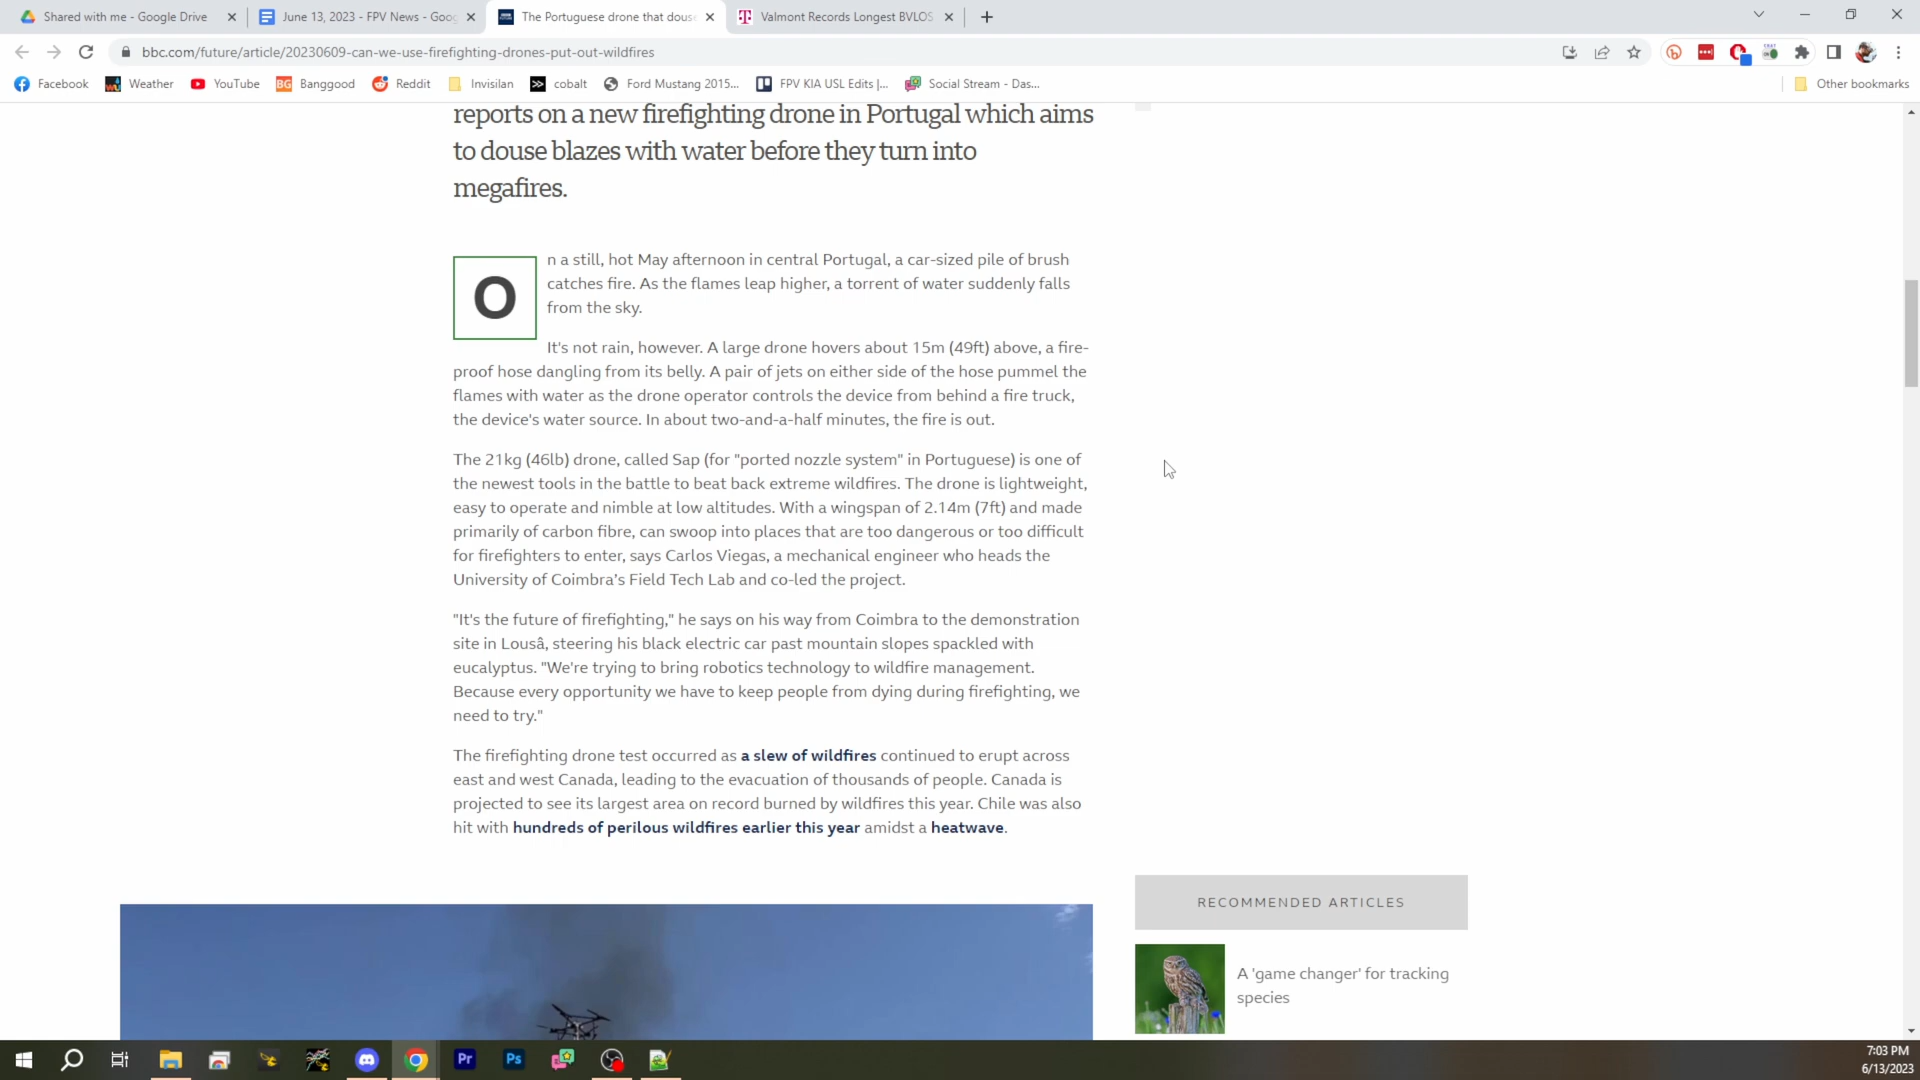 Shared with me - Google Drive
June 13, 2023 - FPV News - Goo
The Portuguese drone that dous
Valmont Records Longest BVLOS
bbc.com/future/article/20230609-can-we-use-firefighting-drones-put-out-wildfires
Facebook
Weather
YouTube
BG Banggood
Reddit
Invisilan
cobalt
Ford Mustang 2015...
FPV KIA USL Edits |...
Social Stream - Das...
Other bookmarks
reports on a new firefighting drone in Portugal which aims
to douse blazes with water before they turn into
megafires.
O
n a still, hot May afternoon in central Portugal, a car-sized pile of brush
catches fire. As the flames leap higher, a torrent of water suddenly falls
from the sky.
It's not rain, however. A large drone hovers about 15m (49ft) above, a fire-
proof hose dangling from its belly. A pair of jets on either side of the hose pummel the
flames with water as the drone operator controls the device from behind a fire truck,
the device's water source. In about two-and-a-half minutes, the fire is out.
The 21kg (46lb) drone, called Sap (for "ported nozzle system" in Portuguese) is one of
the newest tools in the battle to beat back extreme wildfires. The drone is lightweight,
easy to operate and nimble at low altitudes. With a wingspan of 2.14m (7ft) and made
primarily of carbon fibre, can swoop into places that are too dangerous or too difficult
for firefighters to enter, says Carlos Viegas, a mechanical engineer who heads the
University of Coimbra's Field Tech Lab and co-led the project.
"It's the future of firefighting," he says on his way from Coimbra to the demonstration
site in Lousâ, steering his black electric car past mountain slopes spackled with
eucalyptus. "We're trying to bring robotics technology to wildfire management.
Because every opportunity we have to keep people from dying during firefighting, we
need to try."
The firefighting drone test occurred as a slew of wildfires continued to erupt across
east and west Canada, leading to the evacuation of thousands of people. Canada is
projected to see its largest area on record burned by wildfires this year. Chile was also
hit with hundreds of perilous wildfires earlier this year amidst a heatwave.
RECOMMENDED ARTICLES
A 'game changer' for tracking
species
Pr
Ps
7:03 PM
6/13/2023